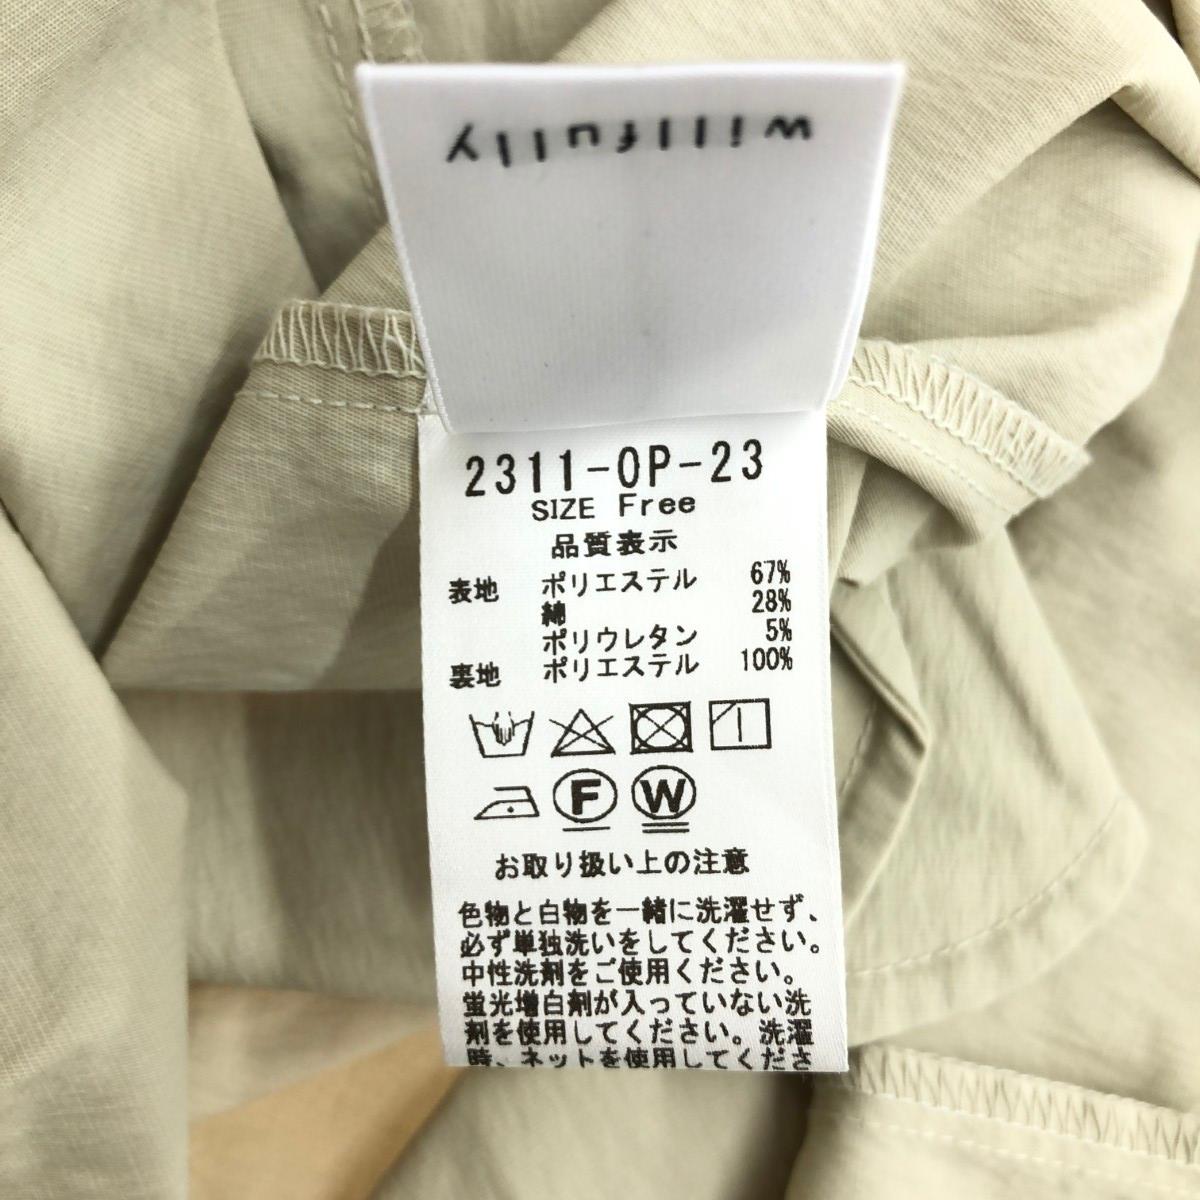 willfully
2311-OP-23
SIZE Free
品質表示
表地 ポリエステル 67%
綿 28%
ポリウレタン 5%
裏地 ポリエステル 100%
F W
お取り扱い上の注意
色物と白物を一緒に洗濯せず、
必ず単独洗いをしてください。
中性洗剤をご使用ください。
蛍光増白剤が入っていない洗
剤を使用してください。洗濯
時、ネットを使用してくださ